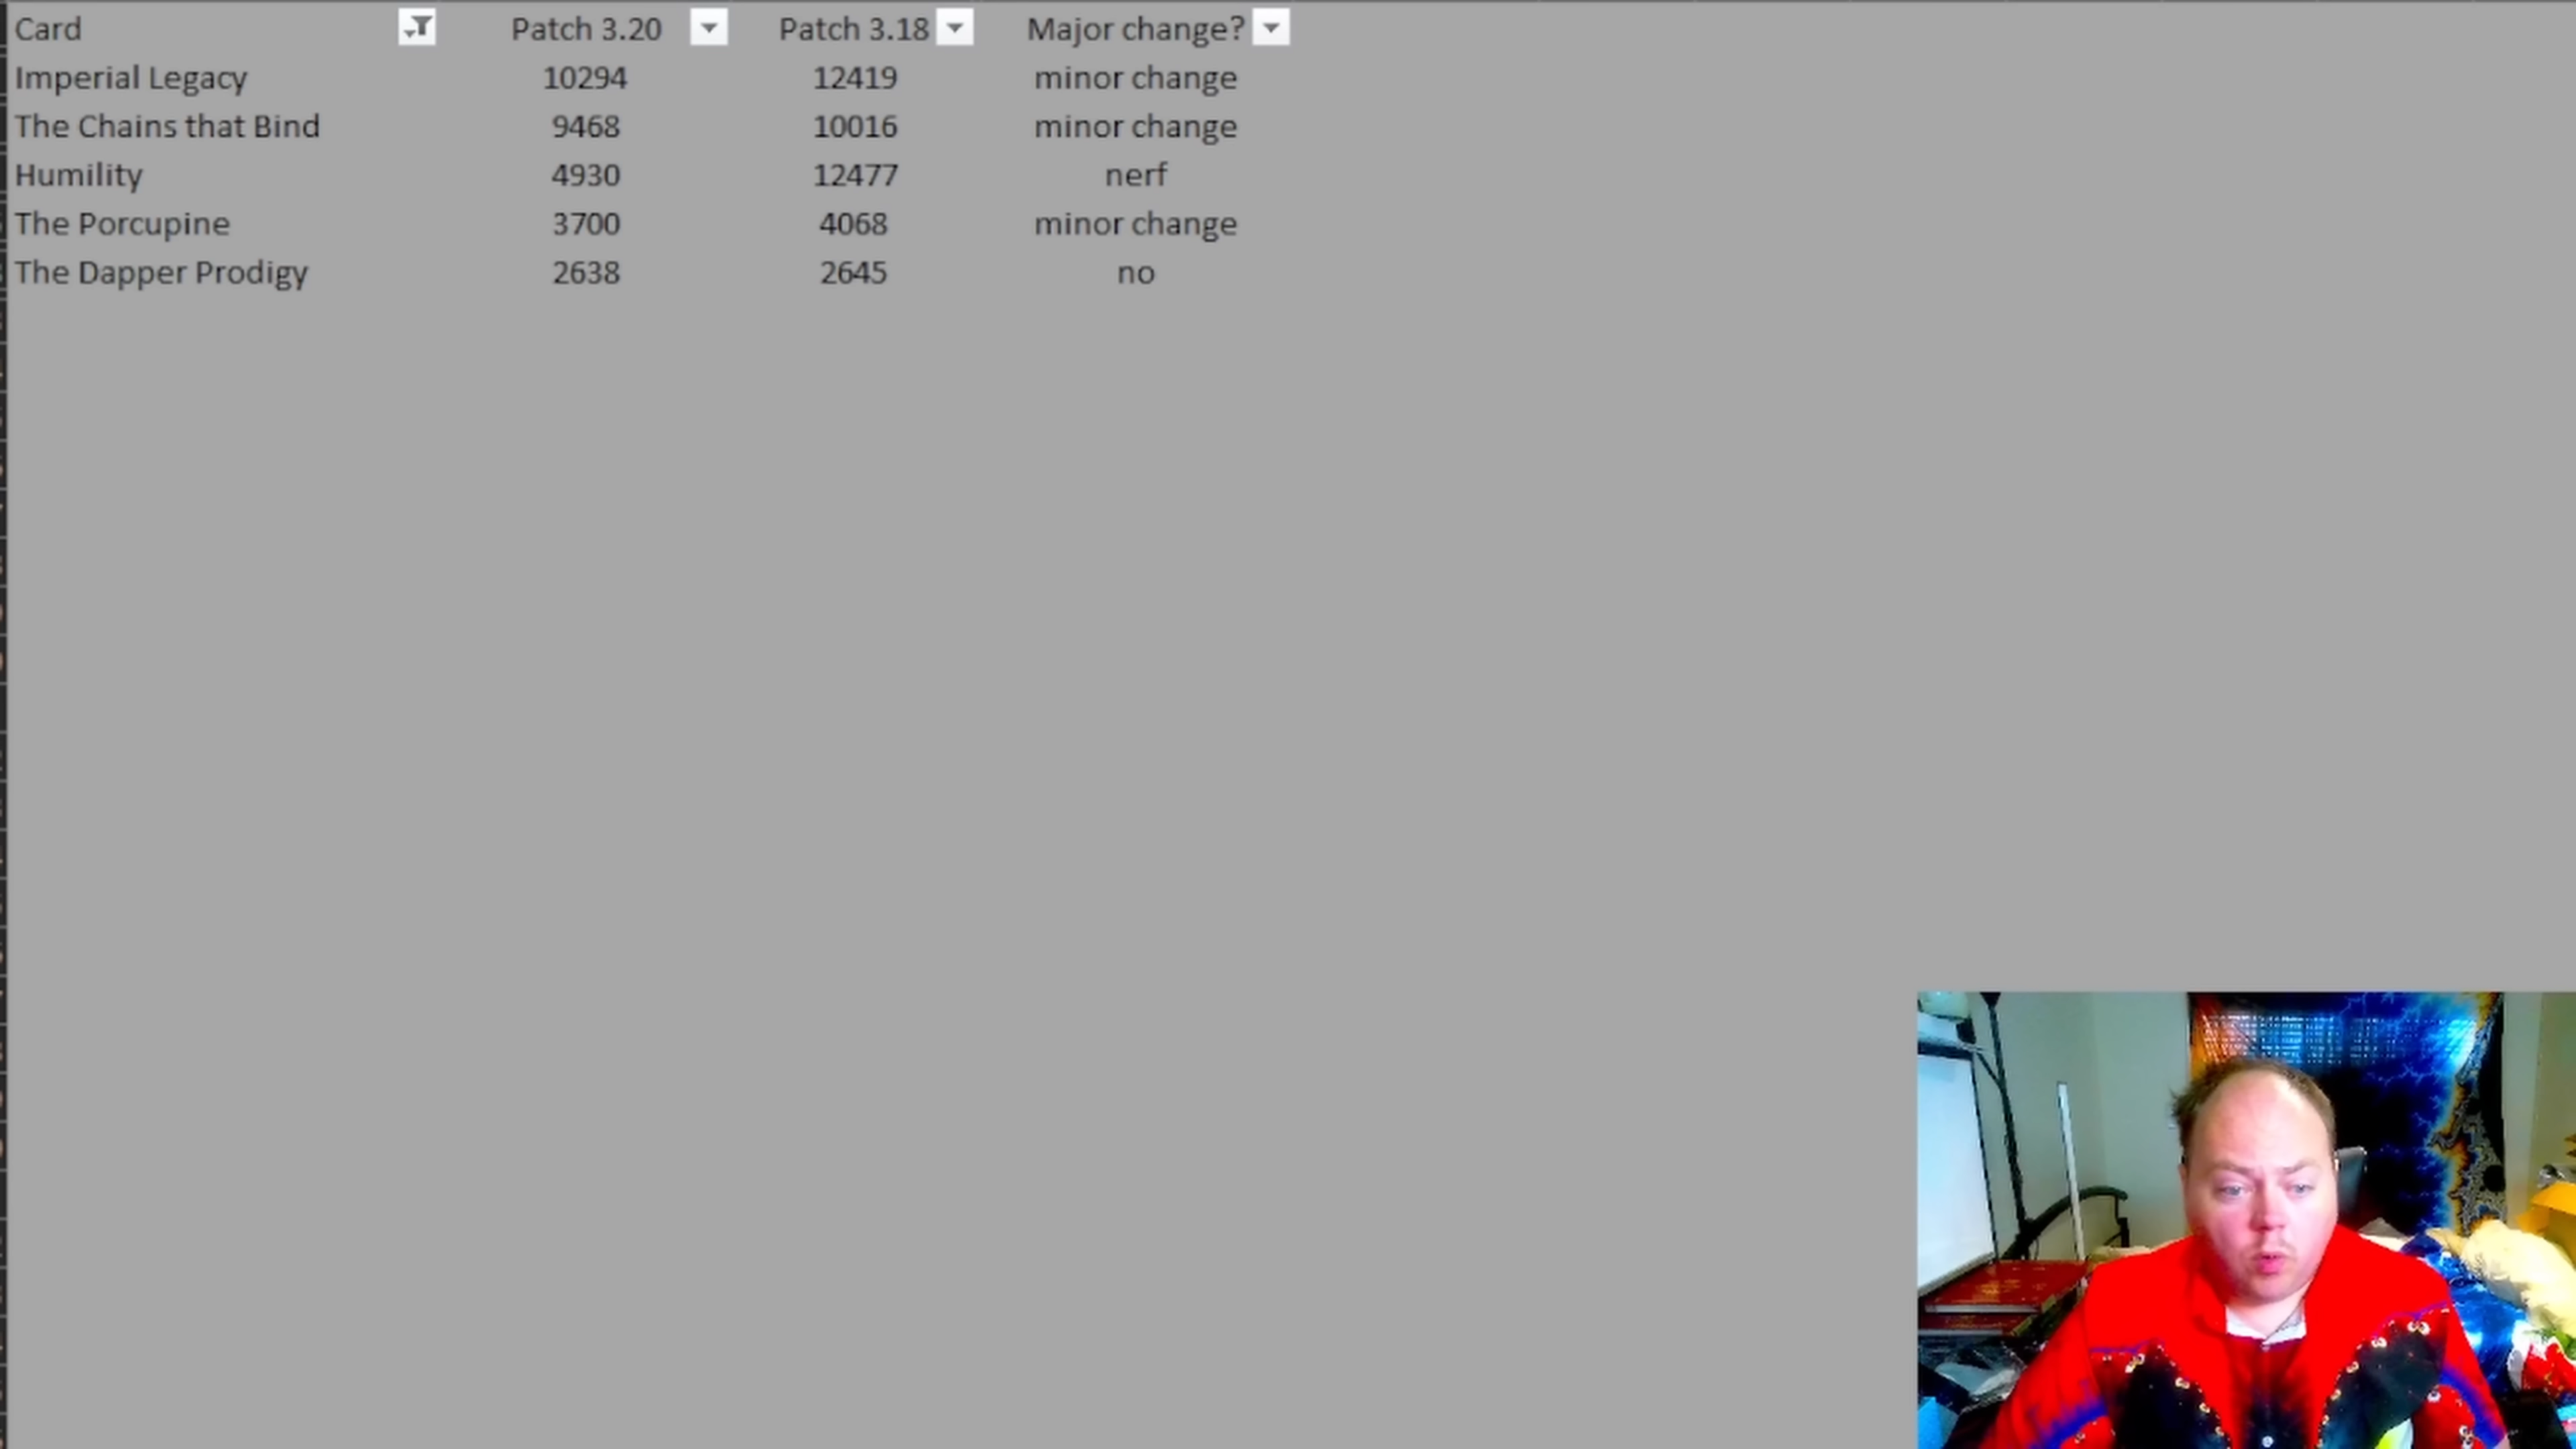 Card Patch 3.20 Patch 3.18 Major change?
Imperial Legacy 10294 12419 minor change
The Chains that Bind 9468 10016 minor change
Humility 4930 12477 nerf
The Porcupine 3700 4068 minor change
The Dapper Prodigy 2638 2645 no